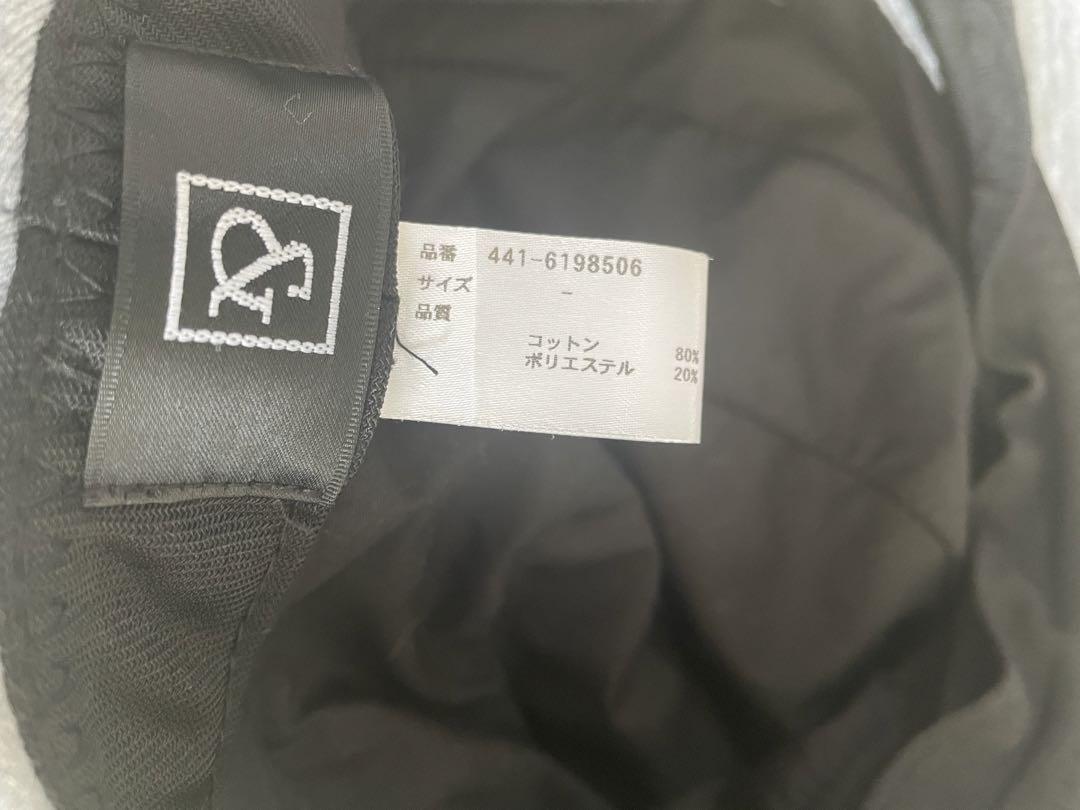 品番 441-6198506
サイズ -
品質
コットン 80%
ポリエステル 20%